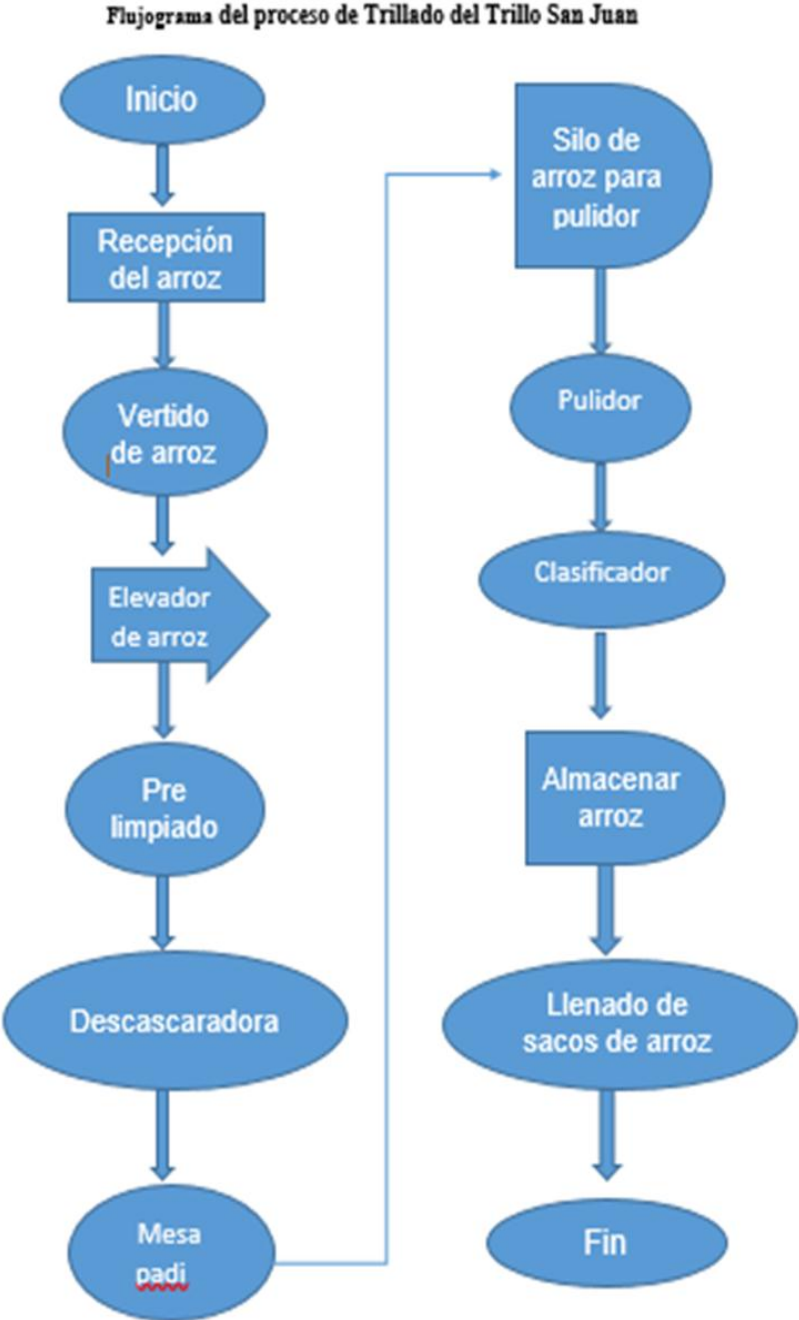 Flujograma del proceso de Trillado del Trillo San Juan
Inicio
Recepción
del arroz
Vertido
de arroz
Elevador
de arroz
Pre
limpiado
Descascaradora
Mesa
padi
Silo de
arroz para
pulidor
Pulidor
Clasificador
Almacenar
arroz
Llenado de
sacos de arroz
Fin